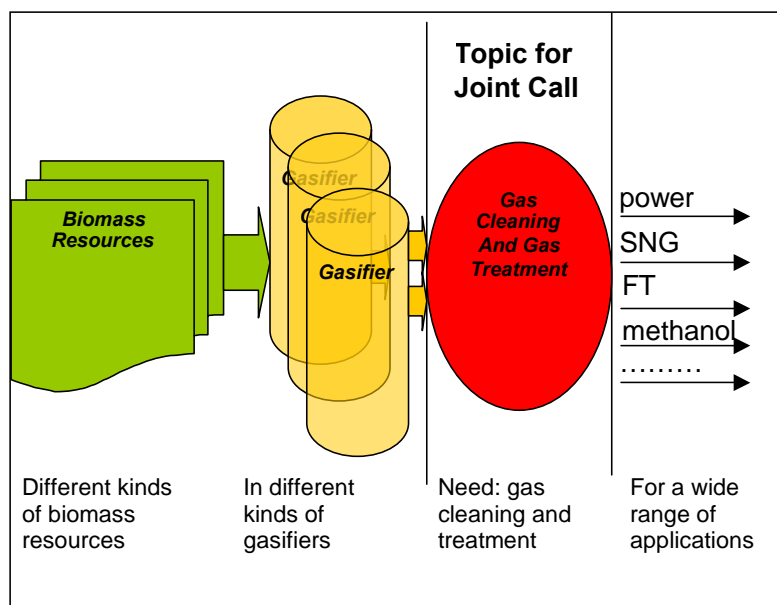 Topic for
Joint Call
Biomass
Resources
Gasifier
Gasifier
Gasifier
Gas
Cleaning
And Gas
Treatment
power
SNG
FT
methanol
.........
Different kinds
of biomass
resources
In different
kinds of
gasifiers
Need: gas
cleaning and
treatment
For a wide
range of
applications